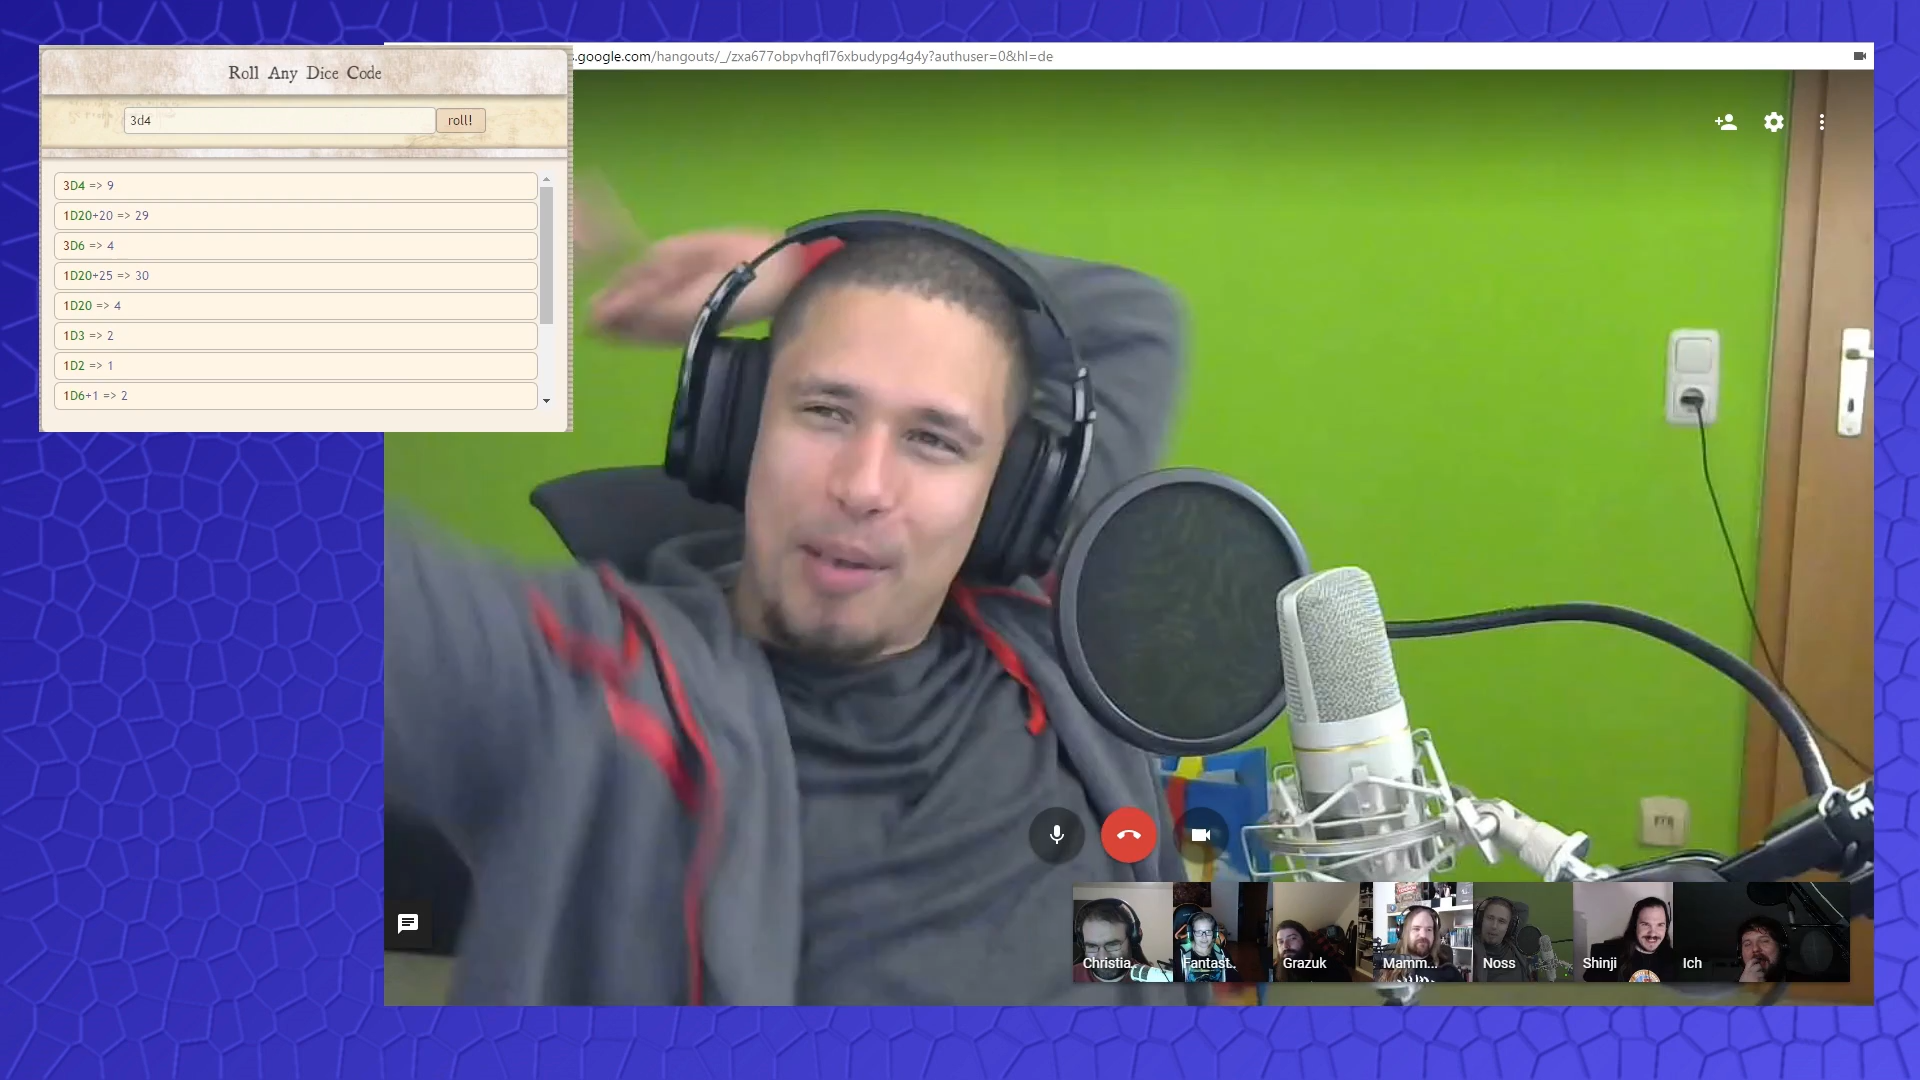 Roll Any Dice Code
3d4
roll!
3D4 => 9
1D20+20 => 29
3D6 => 4
1D20+25 => 30
1D20 => 4
1D3 => 2
1D2 => 1
1D6+1 => 2
s.google.com/hangouts/_/zxa677obpvhqfl76xbudypg4g4y?authuser=0&hl=de
DE
Christia...
Fantast...
Grazuk
Mamm...
Noss
Shinji
Ich